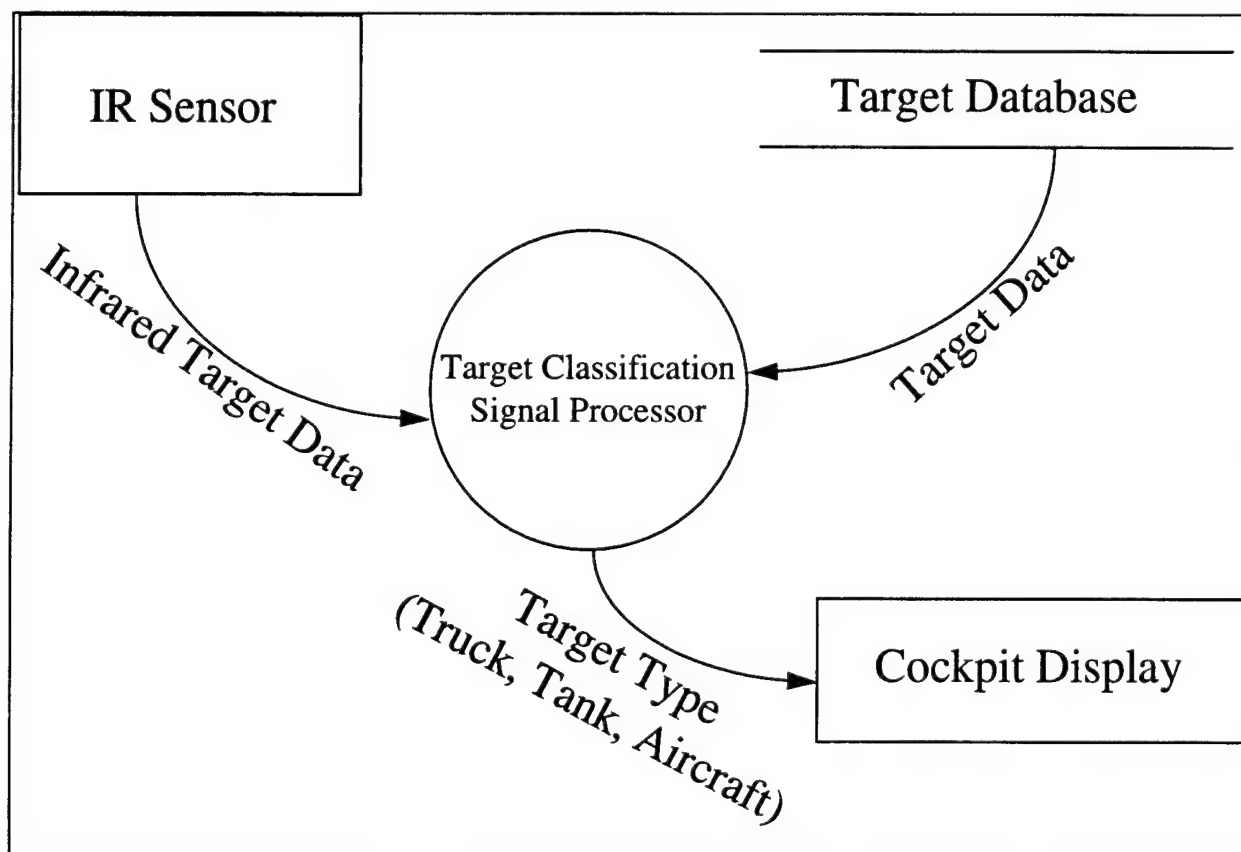 IR Sensor
Target Database
Infrared Target Data
Target Data
Target Classification
Signal Processor
Target Type
(Truck, Tank, Aircraft)
Cockpit Display